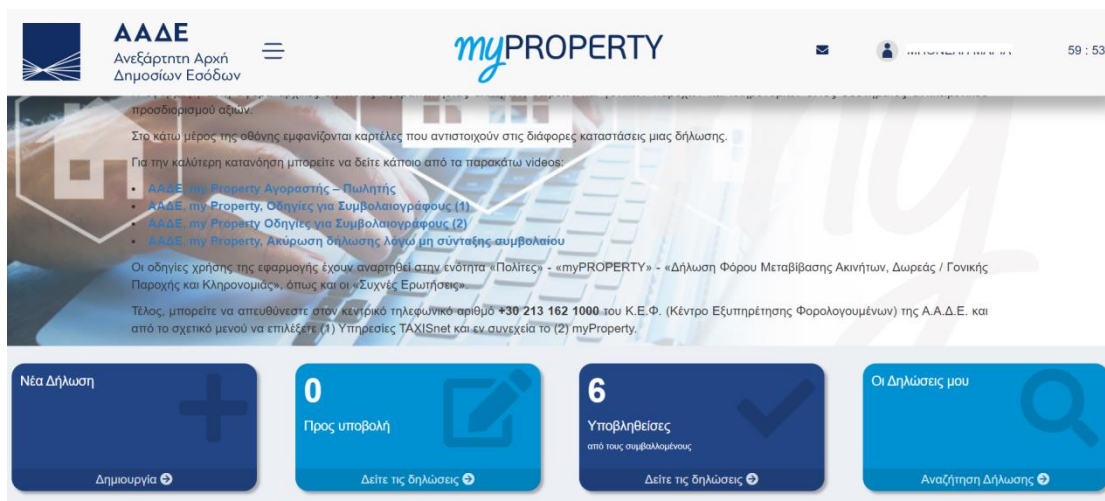 ΑΑΔΕ
Ανεξάρτητη Αρχή
Δημοσίων Εσόδων
myPROPERTY
59 : 53
προσδιορισμού αξιών.
Στο κάτω μέρος της οθόνης εμφανίζονται καρτέλες που αντιστοιχούν στις διάφορες καταστάσεις μιας δήλωσης.
Για την καλύτερη κατανόηση μπορείτε να δείτε κάποιο από τα παρακάτω videos:
• ΑΑΔΕ, my Property Αγοραστής – Πωλητής
• ΑΑΔΕ, my Property, Οδηγίες για Συμβολαιογράφους (1)
• ΑΑΔΕ, my Property Οδηγίες για Συμβολαιογράφους (2)
• ΑΑΔΕ, my Property, Ακύρωση δήλωσης λόγω μη σύνταξης συμβολαίου
Οι οδηγίες χρήσης της εφαρμογής έχουν αναρτηθεί στην ενότητα «Πολίτες» - «myPROPERTY» - «Δήλωση Φόρου Μεταβίβασης Ακινήτων, Δωρεάς / Γονικής
Παροχής και Κληρονομιάς», όπως και οι «Συχνές Ερωτήσεις».
Τέλος, μπορείτε να απευθύνεστε στον κεντρικό τηλεφωνικό αριθμό +30 213 162 1000 του Κ.Ε.Φ. (Κέντρο Εξυπηρέτησης Φορολογουμένων) της Α.Α.Δ.Ε. και
από το σχετικό μενού να επιλέξετε (1) Υπηρεσίες TAXISnet και εν συνεχεία το (2) myProperty.
my
Νέα Δήλωση
Δημιουργία
0
Προς υποβολή
Δείτε τις δηλώσεις
6
Υποβληθείσες
από τους συμβαλλομένους
Δείτε τις δηλώσεις
Οι Δηλώσεις μου
Αναζήτηση Δήλωσης